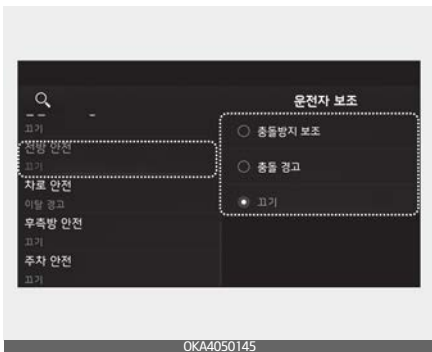 운전자 보조
끄기
전방 안전
끄기
차로 안전
이탈 경고
후측방 안전
끄기
주차 안전
끄기
충돌방지 보조
충돌 경고
끄기
OKA4050145